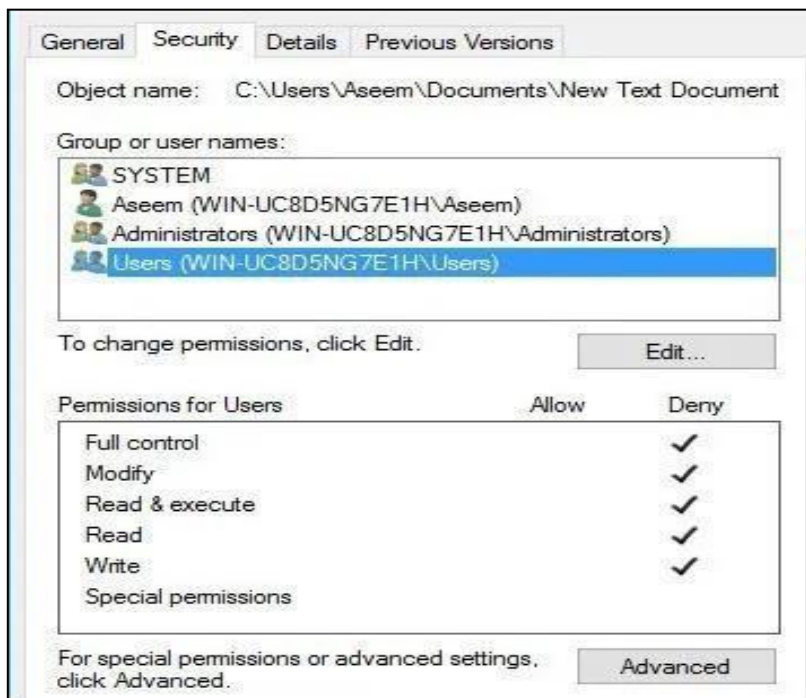 General Security Details Previous Versions
Object name: C:\Users\Aseem\Documents\New Text Document
Group or user names:
SYSTEM
Aseem (WIN-UC8D5NG7E1H\Aseem)
Administrators (WIN-UC8D5NG7E1H\Administrators)
Users (WIN-UC8D5NG7E1H\Users)
To change permissions, click Edit. Edit...
Permissions for Users Allow Deny
Full control
Modify
Read & execute
Read
Write
Special permissions
For special permissions or advanced settings, Advanced
click Advanced.